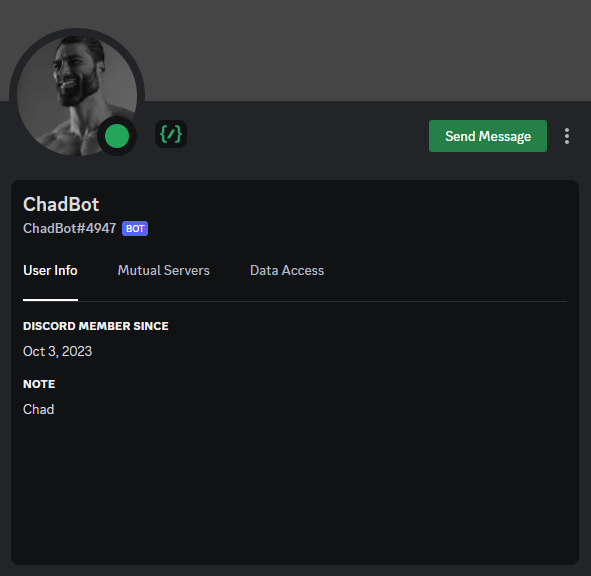 {/}
Send Message
ChadBot
ChadBot#4947 BOT
User Info Mutual Servers Data Access
DISCORD MEMBER SINCE
Oct 3, 2023
NOTE
Chad